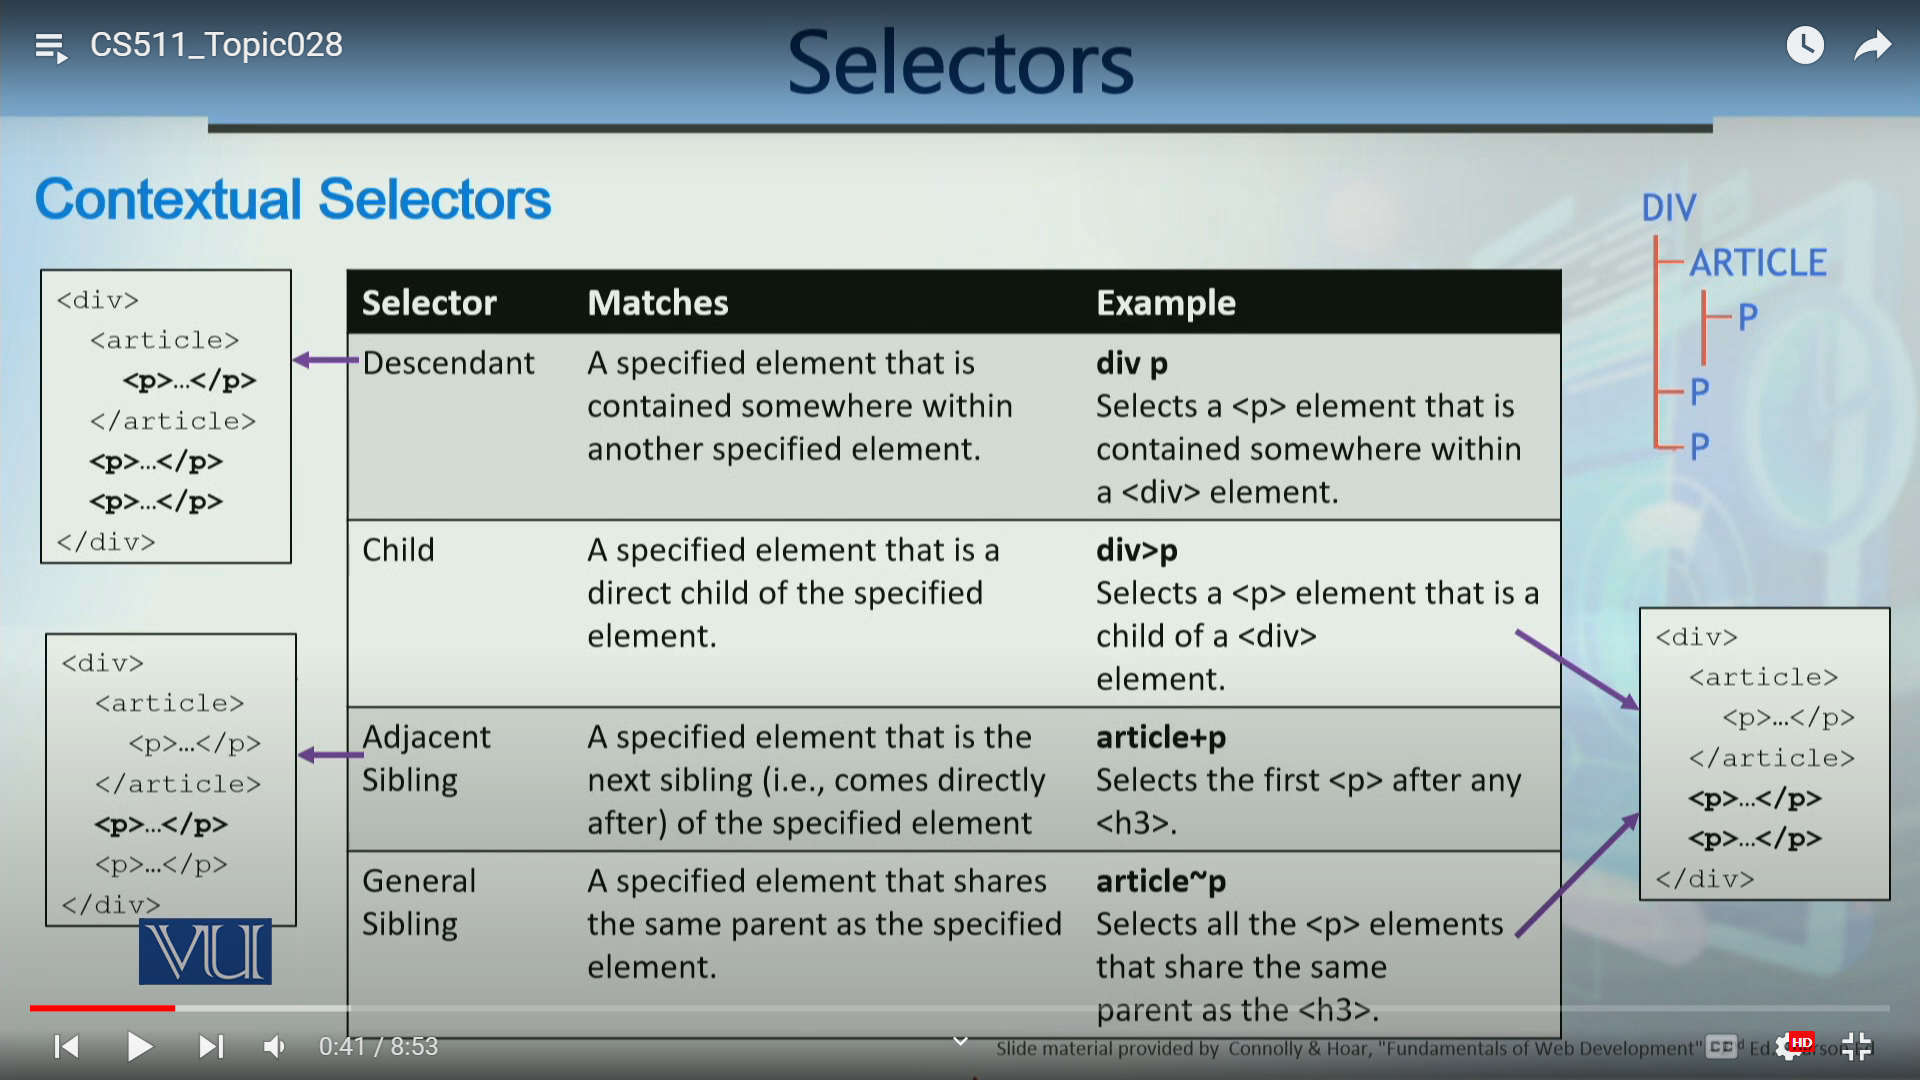 CS511_Topic028
Selectors
Contextual Selectors
<div>
<article>
<p>…</p>
</article>
<p>…</p>
<p>…</p>
</div>
<div>
<article>
<p>…</p>
</article>
<p>…</p>
<p>…</p>
</div>
VU
Selector Matches Example
Descendant
A specified element that is
contained somewhere within
another specified element.
div p
Selects a <p> element that is
contained somewhere within
a <div> element.
Child
A specified element that is a
direct child of the specified
element.
div>p
Selects a <p> element that is a
child of a <div>
element.
Adjacent
Sibling
A specified element that is the
next sibling (i.e., comes directly
after) of the specified element
article+p
Selects the first <p> after any
<h3>.
General
Sibling
A specified element that shares
the same parent as the specified
element.
article~p
Selects all the <p> elements
that share the same
parent as the <h3>.
DIV
ARTICLE
P
P
P
<div>
<article>
<p>…</p>
</article>
<p>…</p>
<p>…</p>
</div>
0:41 / 8:53
Slide material provided by Connolly & Hoar, "Fundamentals of Web Development" Ed.
CC
HD